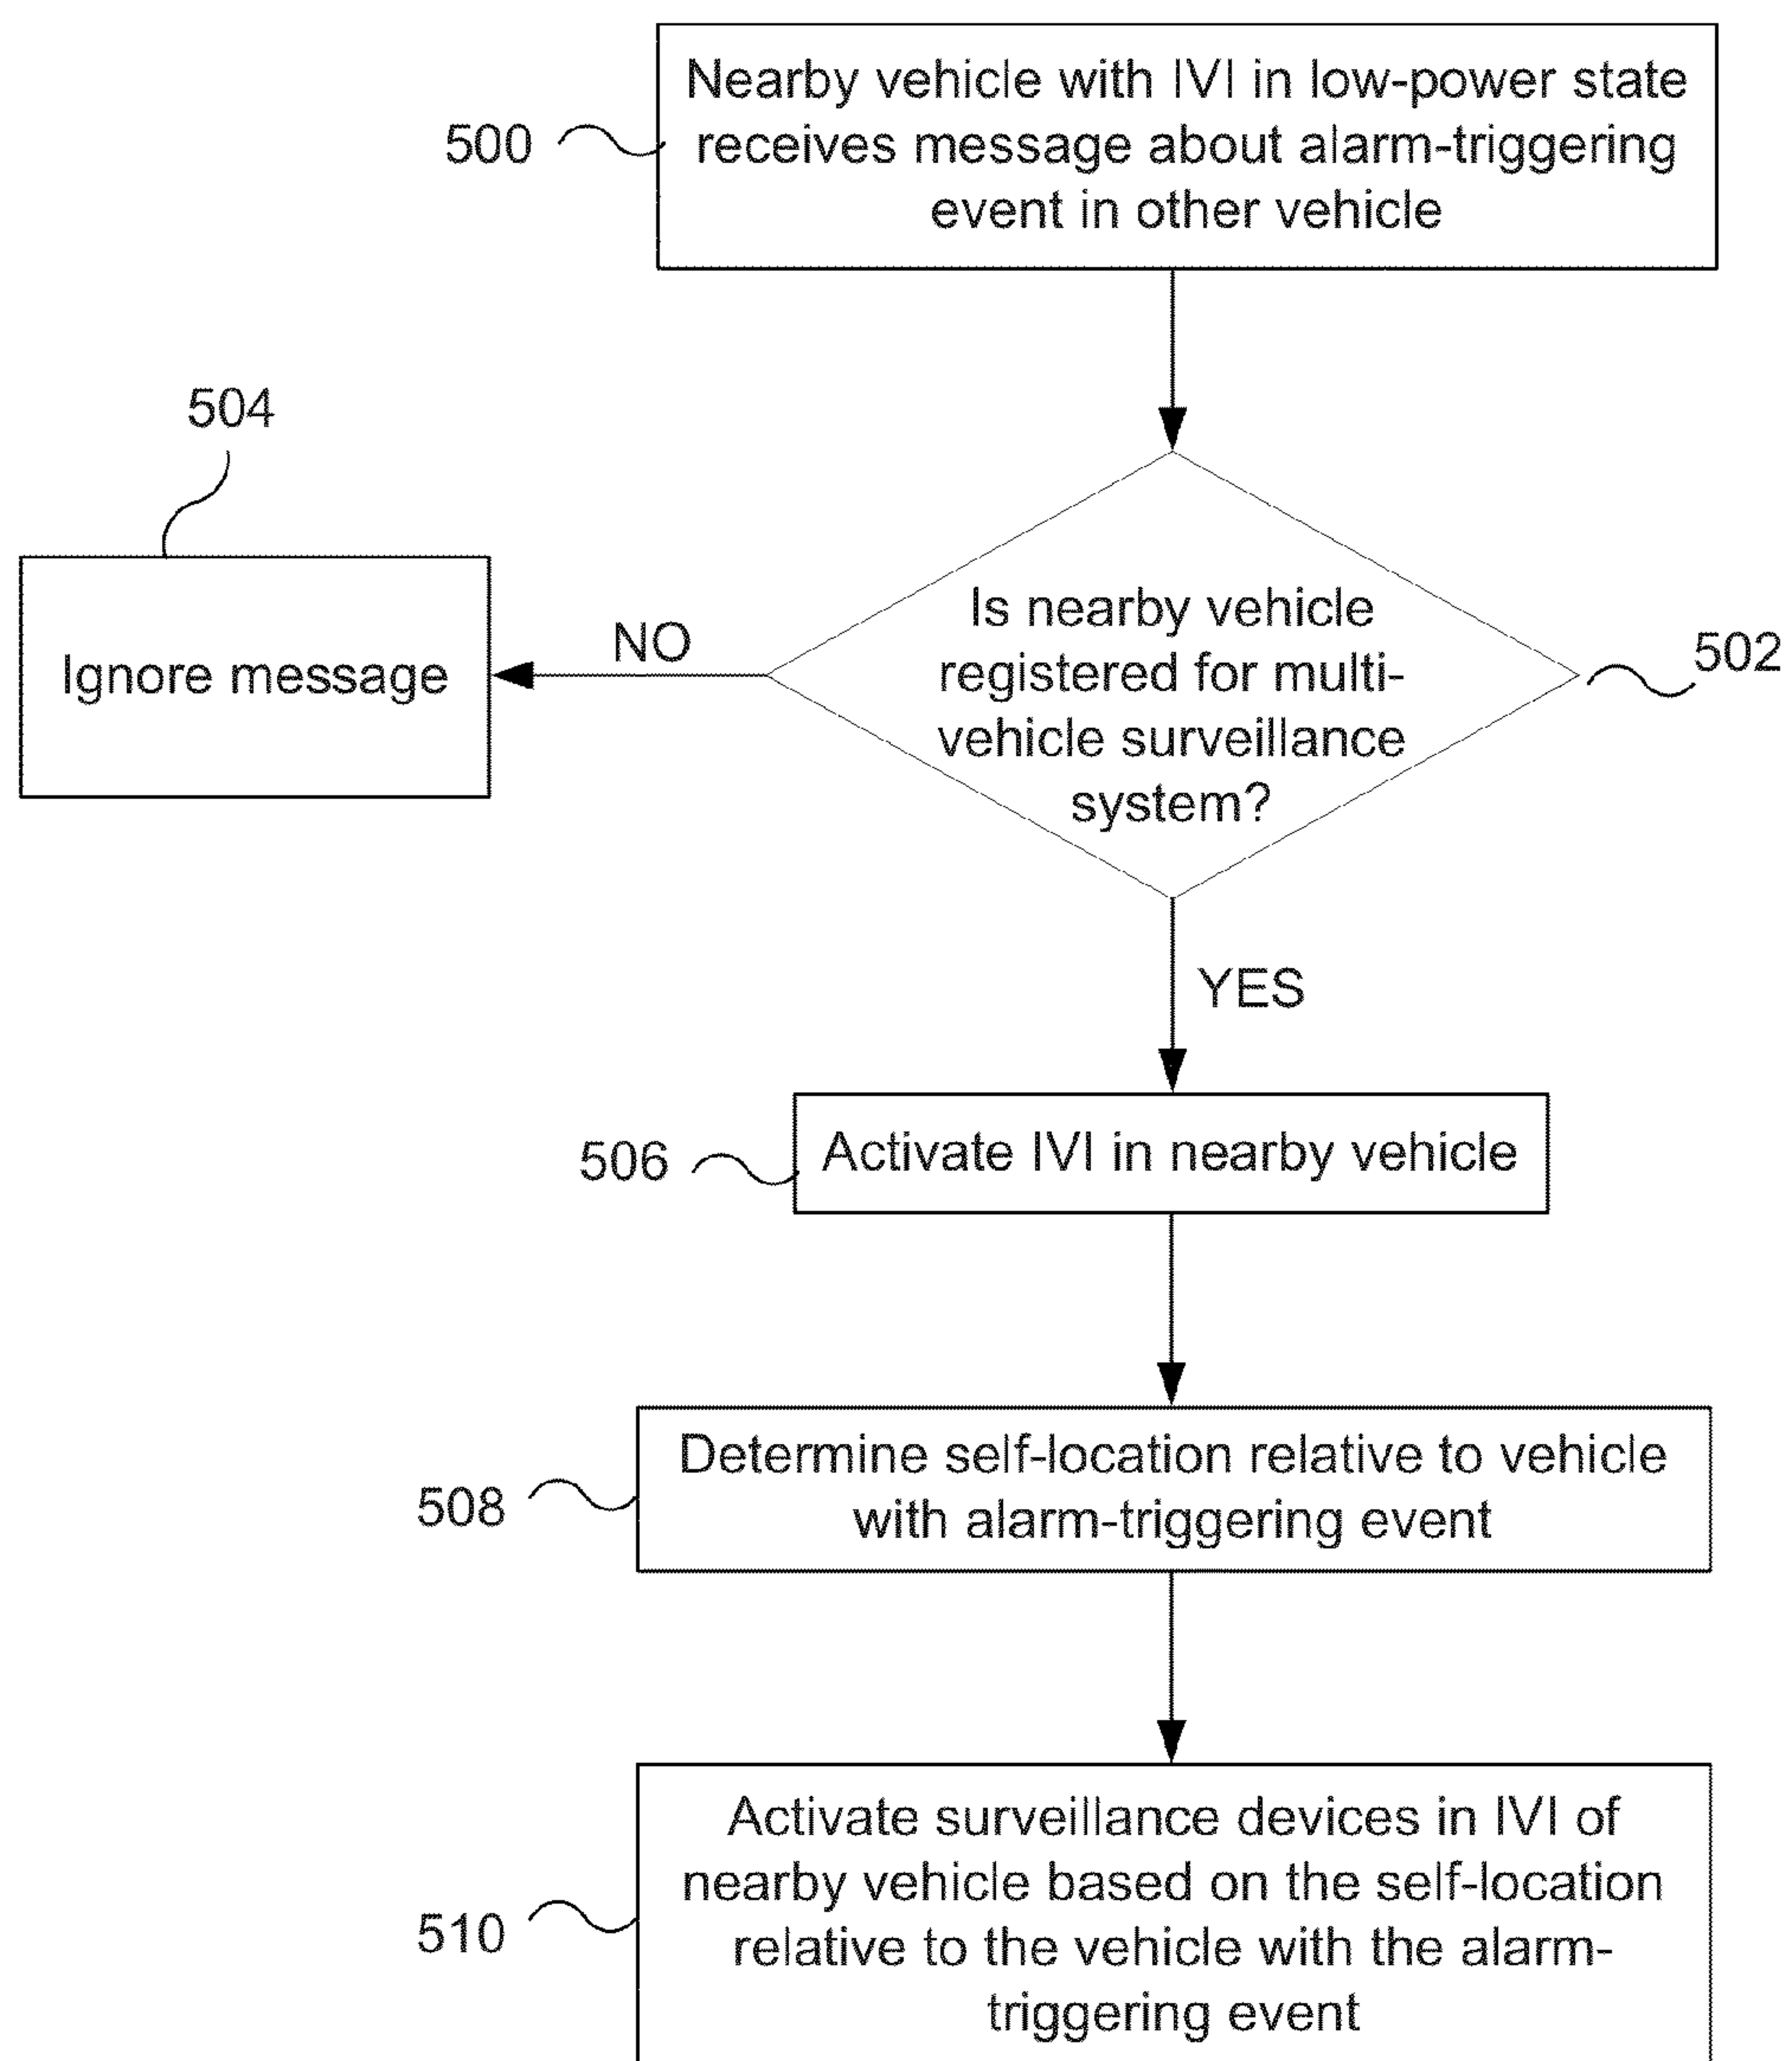 Nearby vehicle with IVI in low-power state
receives message about alarm-triggering
event in other vehicle
500
504
Ignore message
NO
Is nearby vehicle
registered for multi-
vehicle surveillance
system?
502
YES
506
Activate IVI in nearby vehicle
508
Determine self-location relative to vehicle
with alarm-triggering event
510
Activate surveillance devices in IVI of
nearby vehicle based on the self-location
relative to the vehicle with the alarm-
triggering event